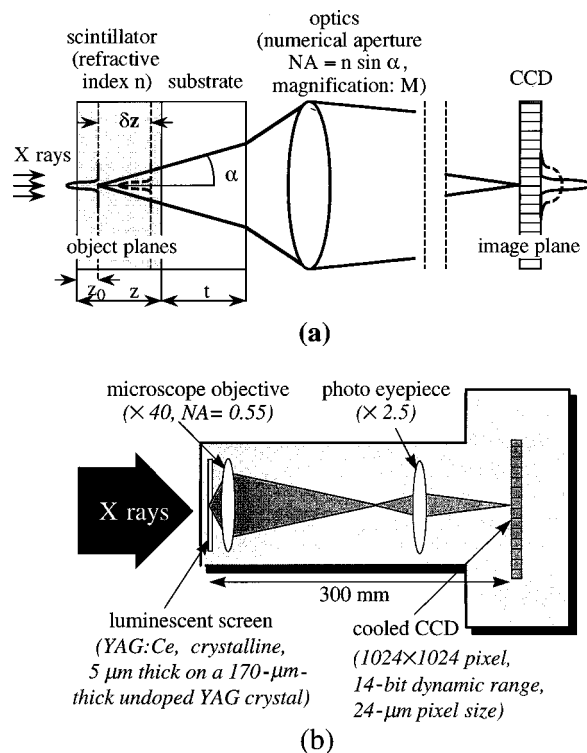 optics
(numerical aperture
NA = n sin α,
magnification: M)
scintillator
(refractive
index n)
substrate
CCD
δz
X rays
α
object planes
image plane
z₀
z
t
(a)
microscope objective
(×40, NA= 0.55)
photo eyepiece
(×2.5)
X rays
300 mm
luminescent screen
(YAG:Ce, crystalline,
5 μm thick on a 170-μm-
thick undoped YAG crystal)
cooled CCD
(1024×1024 pixel,
14-bit dynamic range,
24-μm pixel size)
(b)